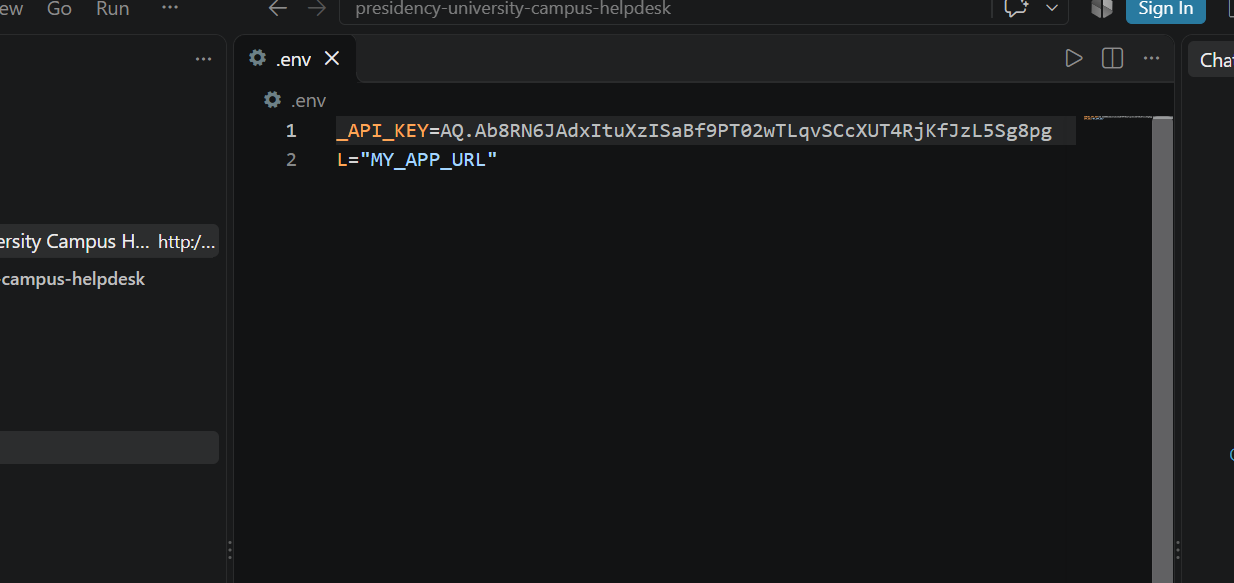 ew Go Run ...
presidency-university-campus-helpdesk
Sign In
...
.env
...
Cha
.env
1 _API_KEY=AQ.Ab8RN6JAdxItuXzISaBf9PT02wTLqvSCcXUT4RjKfJzL5Sg8pg
2 L="MY_APP_URL"
ersity Campus H... http:/...
-campus-helpdesk